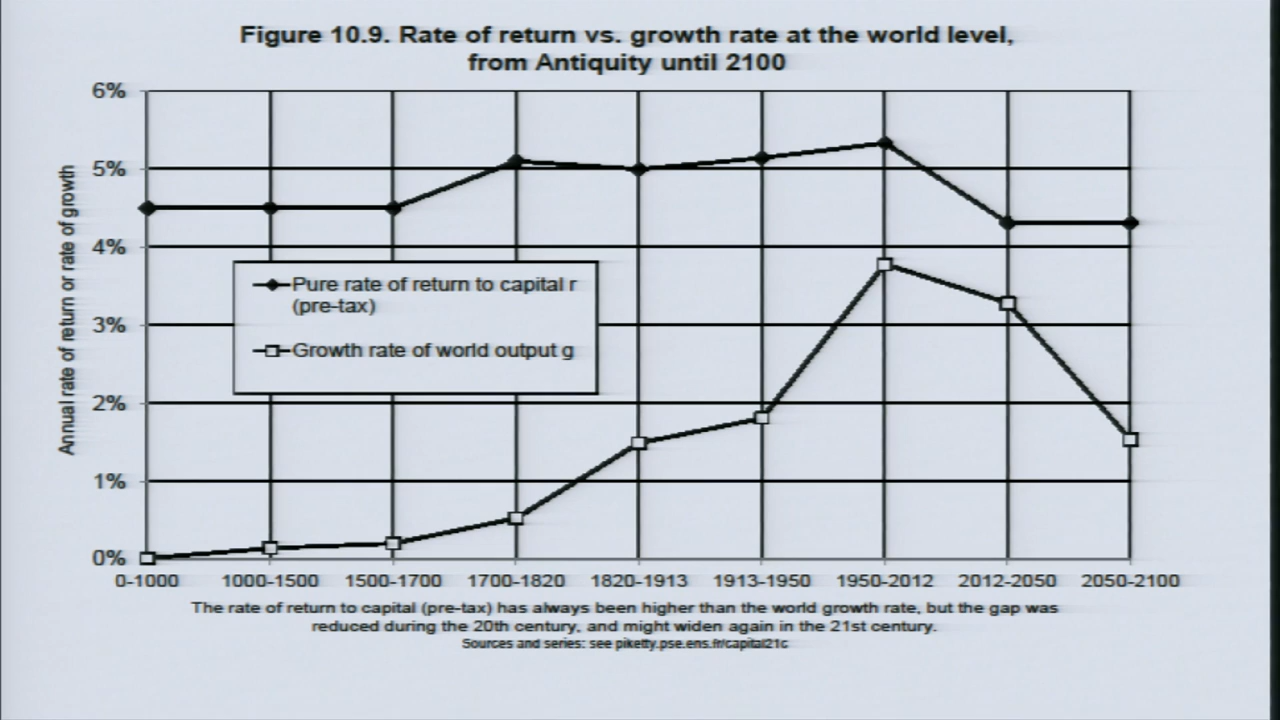 Figure 10.9. Rate of return vs. growth rate at the world level,
from Antiquity until 2100
Annual rate of return or rate of growth
6%
5%
4%
3%
2%
1%
0%
Pure rate of return to capital r
(pre-tax)
Growth rate of world output g
0-1000 1000-1500 1500-1700 1700-1820 1820-1913 1913-1950 1950-2012 2012-2050 2050-2100
The rate of return to capital (pre-tax) has always been higher than the world growth rate, but the gap was
reduced during the 20th century, and might widen again in the 21st century.
Sources and series: see piketty.pse.ens.fr/capital21c